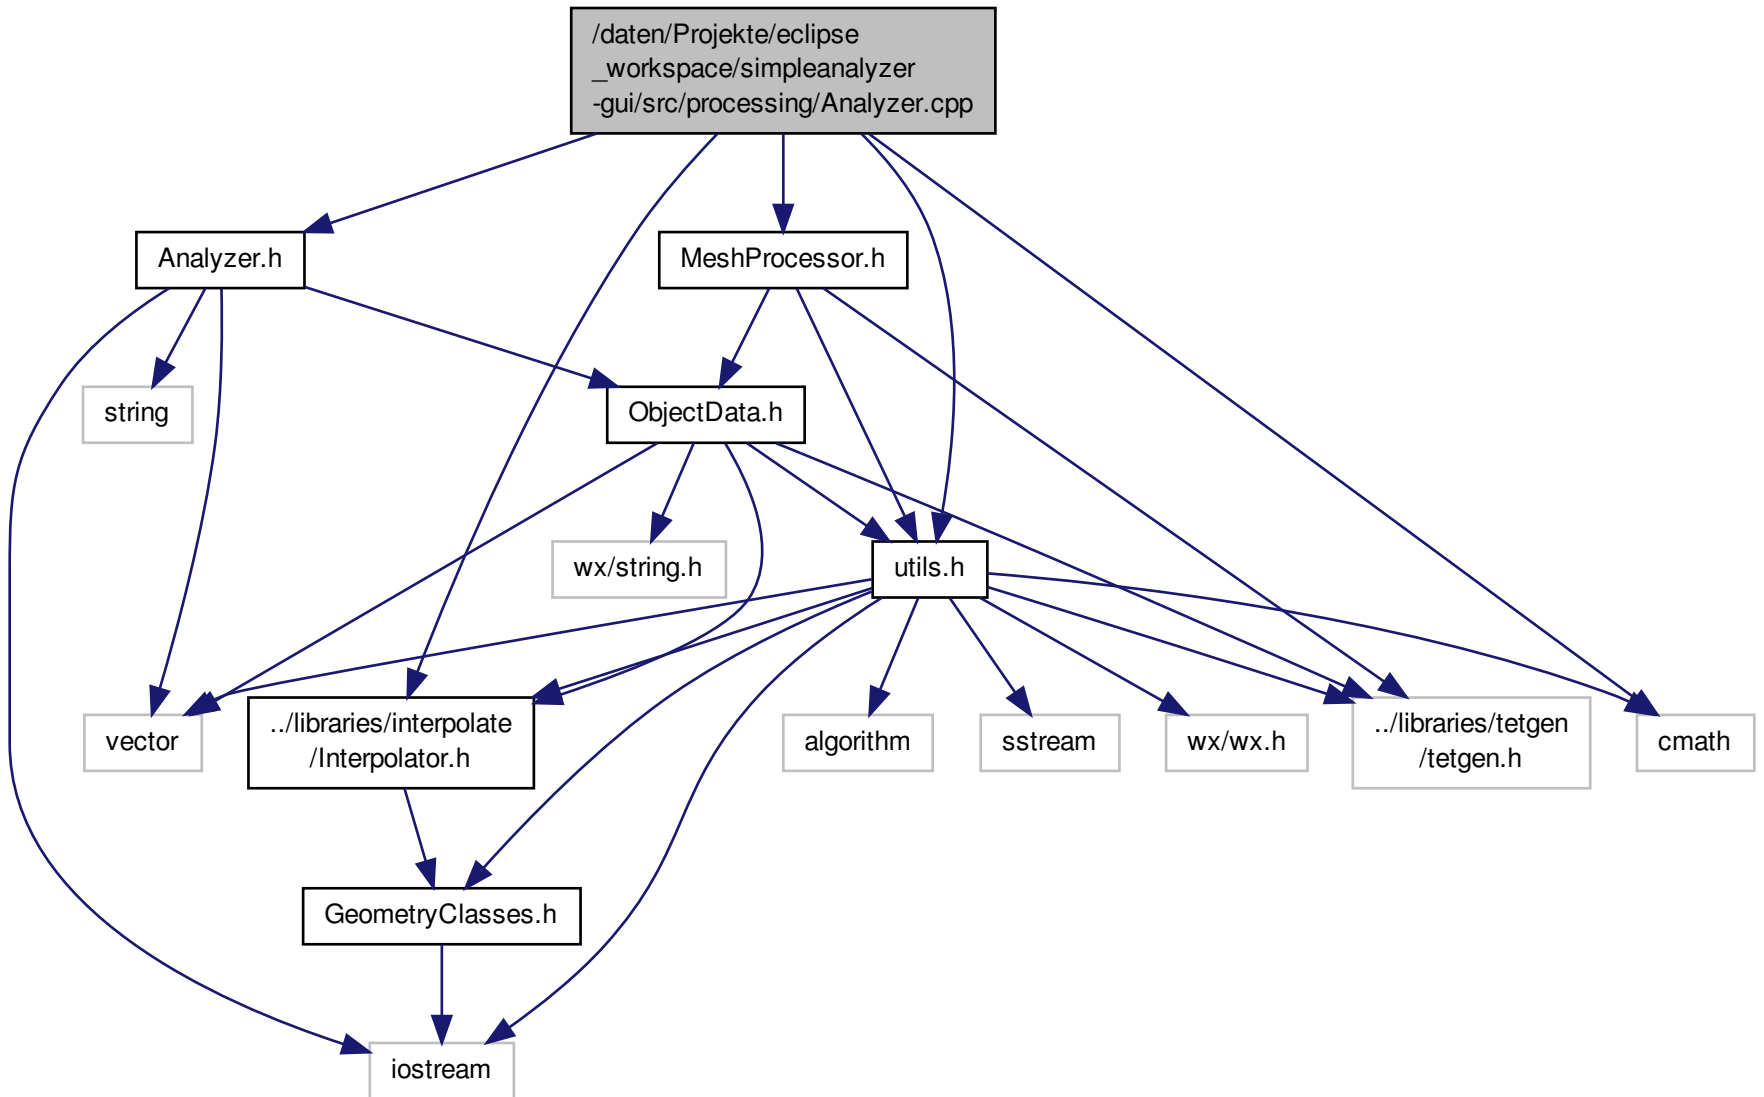 /daten/Projekte/eclipse
_workspace/simpleanalyzer
-gui/src/processing/Analyzer.cpp
Analyzer.h
MeshProcessor.h
string
ObjectData.h
wx/string.h
utils.h
vector
../libraries/interpolate
/Interpolator.h
algorithm
sstream
wx/wx.h
../libraries/tetgen
/tetgen.h
cmath
GeometryClasses.h
iostream